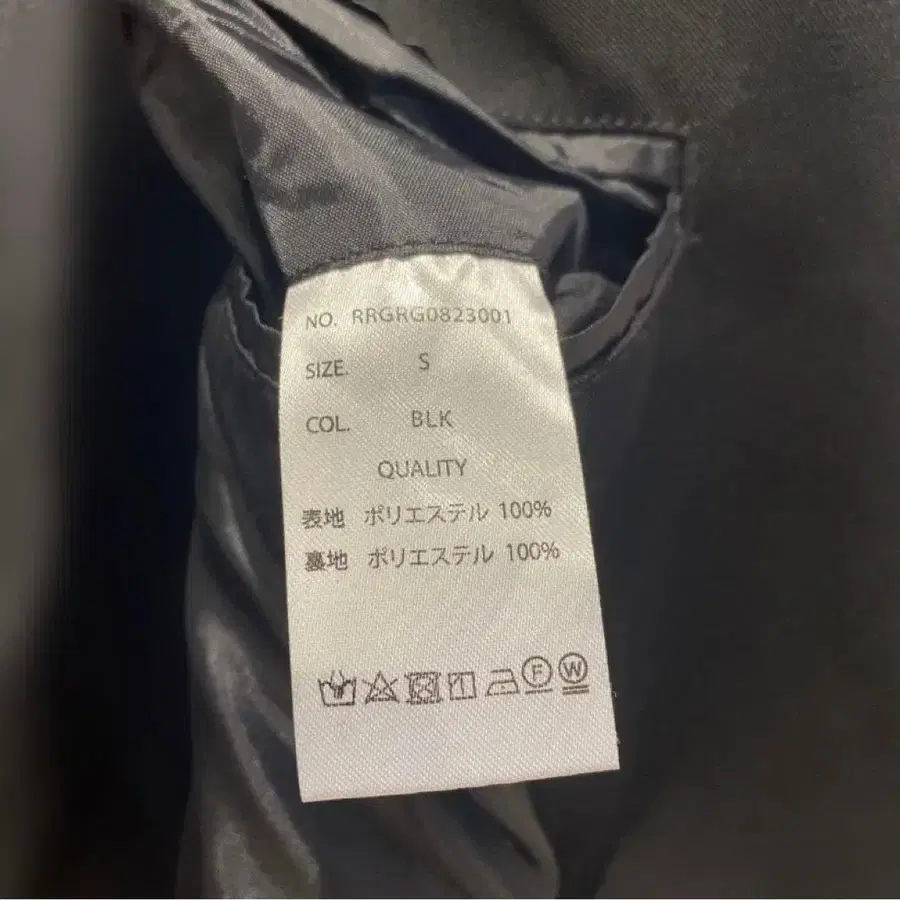 NO. RRGRG0823001
SIZE. S
COL. BLK
QUALITY
表地 ポリエステル 100%
裏地 ポリエステル 100%
F W